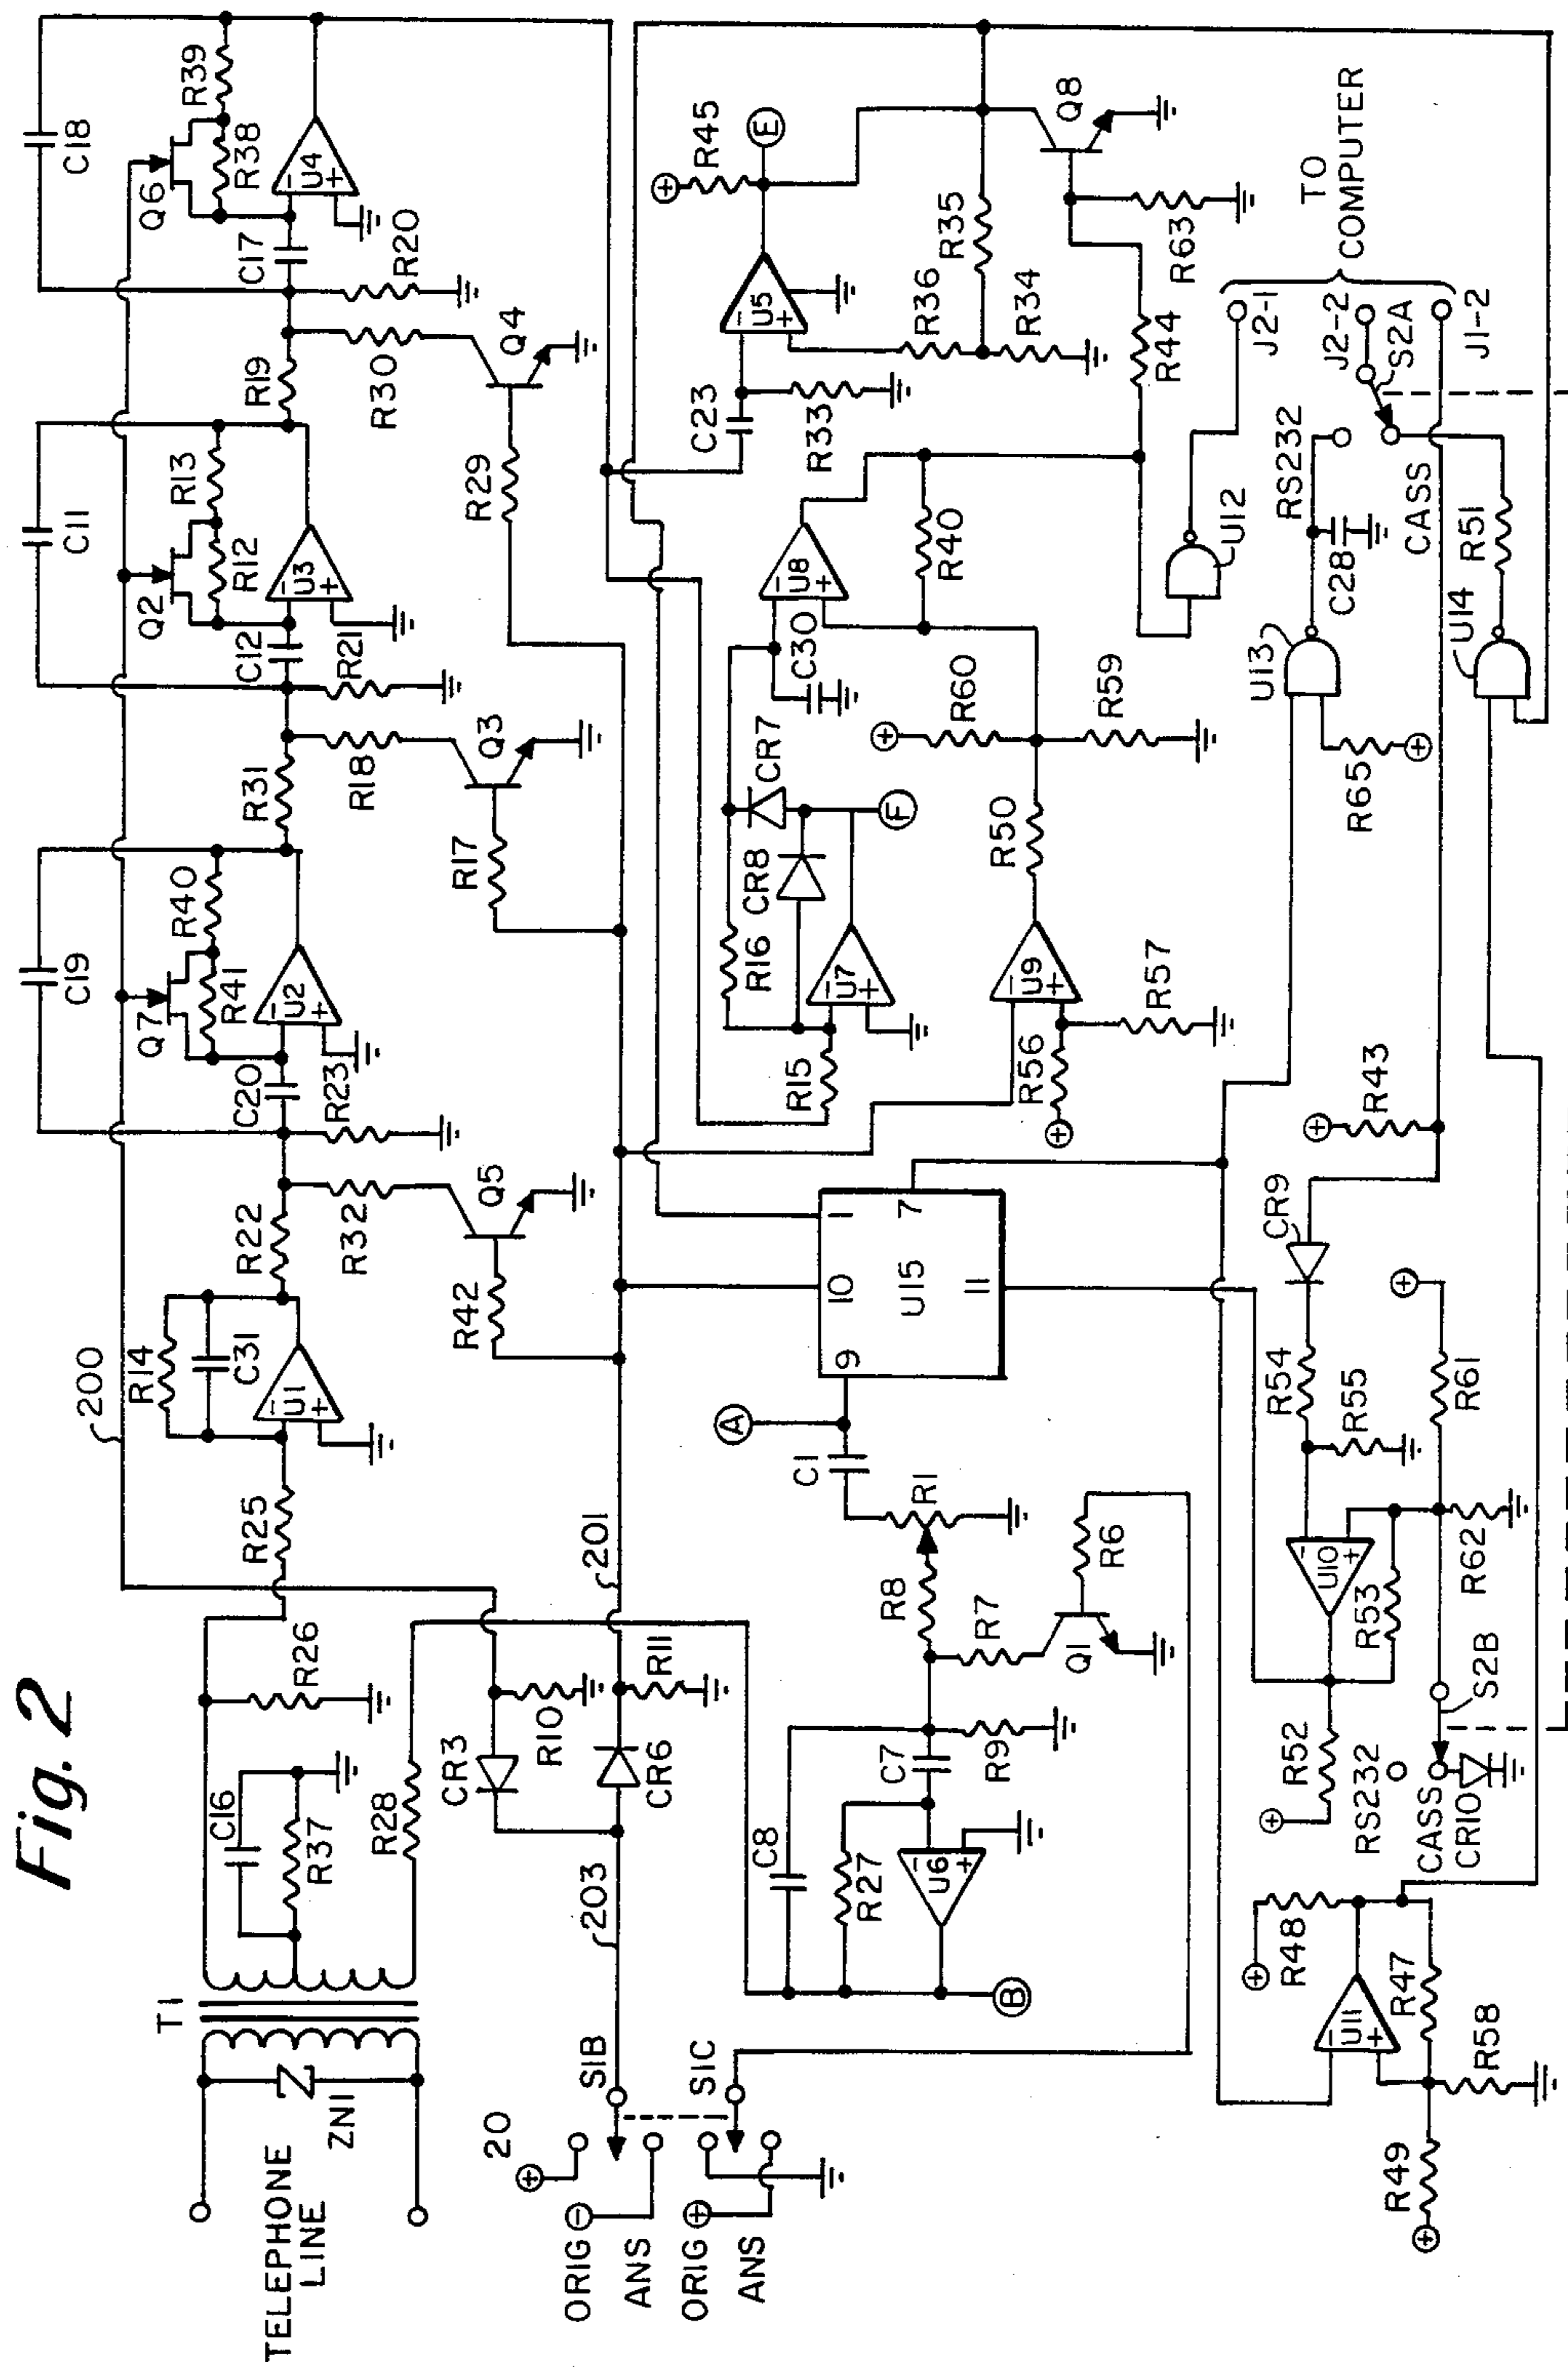 Fig. 2
TELEPHONE
LINE
ZN1
T1
C16
R37
R26
R28
R25
R14
C31
U1
-
+
200
R22
R32
Q5
R42
C20
R23
C19
Q7
R41
R40
U2
-
+
R31
R18
Q3
R17
C12
R21
C11
Q2
R12
R13
U3
-
+
R19
R30
Q4
R29
C17
R20
C18
Q6
R38
R39
U4
-
+
ORIG
ANS
20
S1B
ORIG
ANS
S1C
203
CR3
R10
CR6
R11
201
C8
R27
C7
U6
-
+
R9
B
R8
R7
Q1
R6
R1
C1
A
9
10
1
7
11
U15
R15
U7
-
+
R16
CR8
CR7
F
C30
U8
-
+
R40
C23
R33
U5
-
+
R45
E
R36
R35
R34
Q8
R63
R44
R56
R57
U9
-
+
R50
R60
R59
U12
J2-1
TO
COMPUTER
J2-2
S2A
J1-2
U13
R65
C28
RS232
CASS
U14
R51
R43
CR9
R54
R55
U10
-
+
R53
R61
R62
R52
RS232
CASS
S2B
CR10
R49
R58
U11
-
+
R47
R48